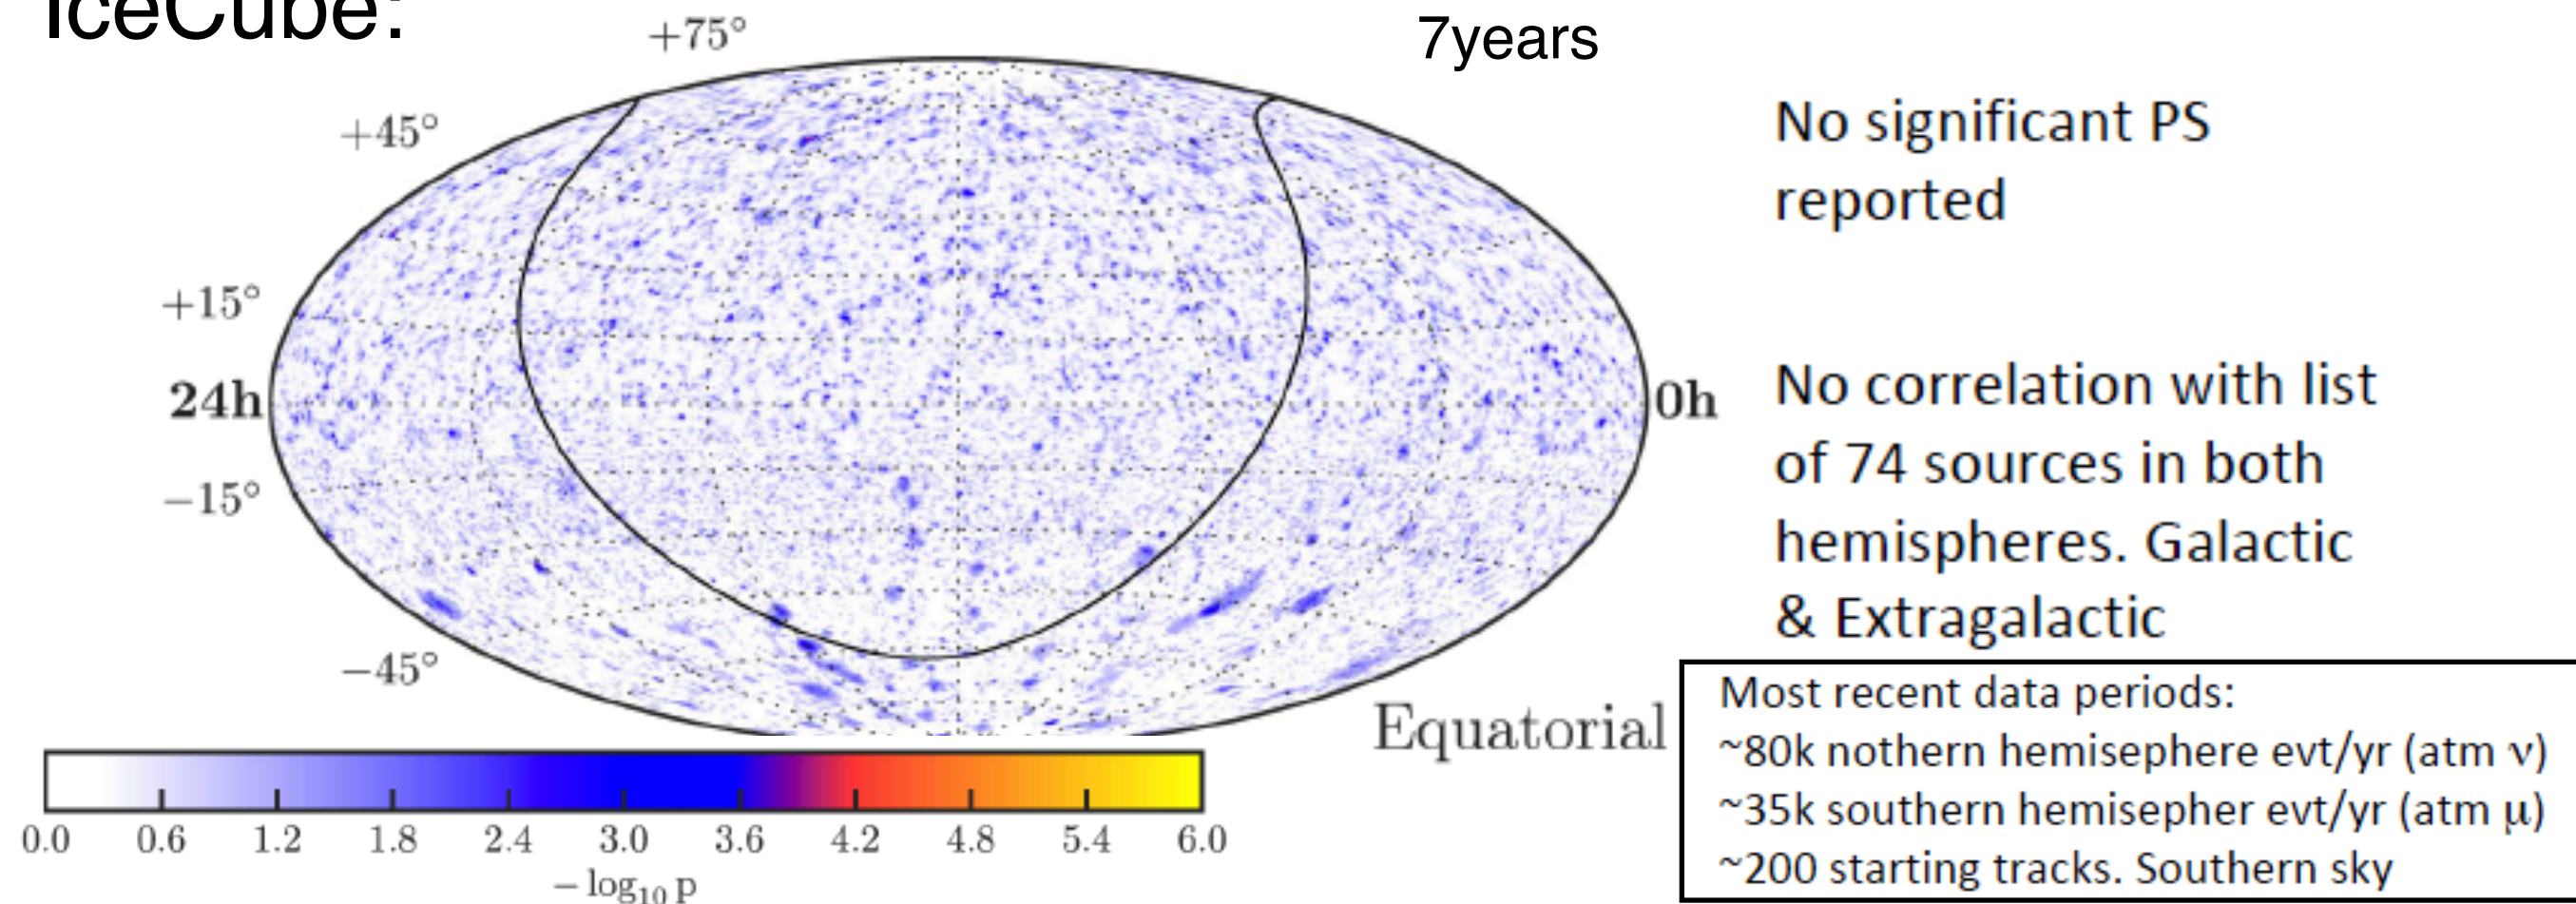 IceCube:
+75°
7years
+45°
No significant PS
reported
+15°
24h
0h
No correlation with list
of 74 sources in both
hemispheres. Galactic
& Extragalactic
−15°
−45°
Equatorial
Most recent data periods:
~80k nothern hemisephere evt/yr (atm ν)
~35k southern hemisepher evt/yr (atm μ)
~200 starting tracks. Southern sky
0.0 0.6 1.2 1.8 2.4 3.0 3.6 4.2 4.8 5.4 6.0
− log₁₀ p